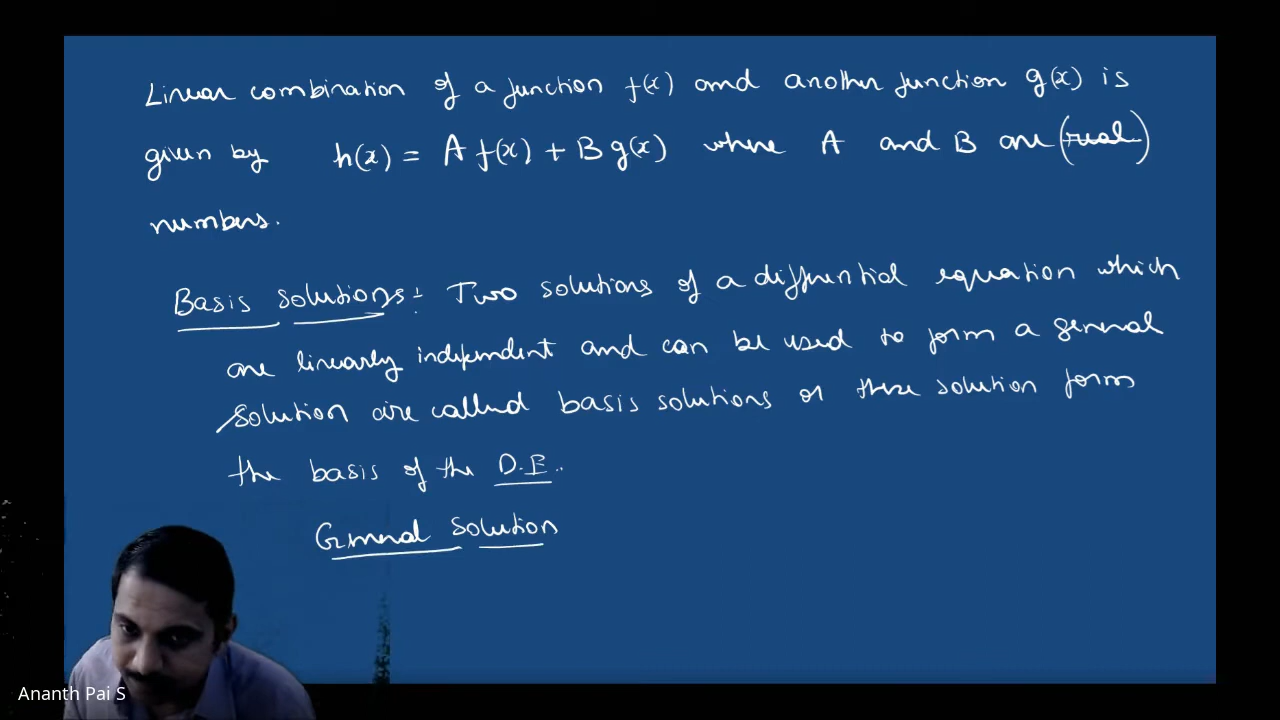 Linear combination of a function f(x) and another function g(x) is
given by h(x) = A f(x) + B g(x) where A and B are (real)
numbers.
Basis solutions :- Two solutions of a differential equation which
are linearly independent and can be used to form a general
solution are called basis solutions or these solution form
the basis of the D.E..
General solution
Ananth Pai S